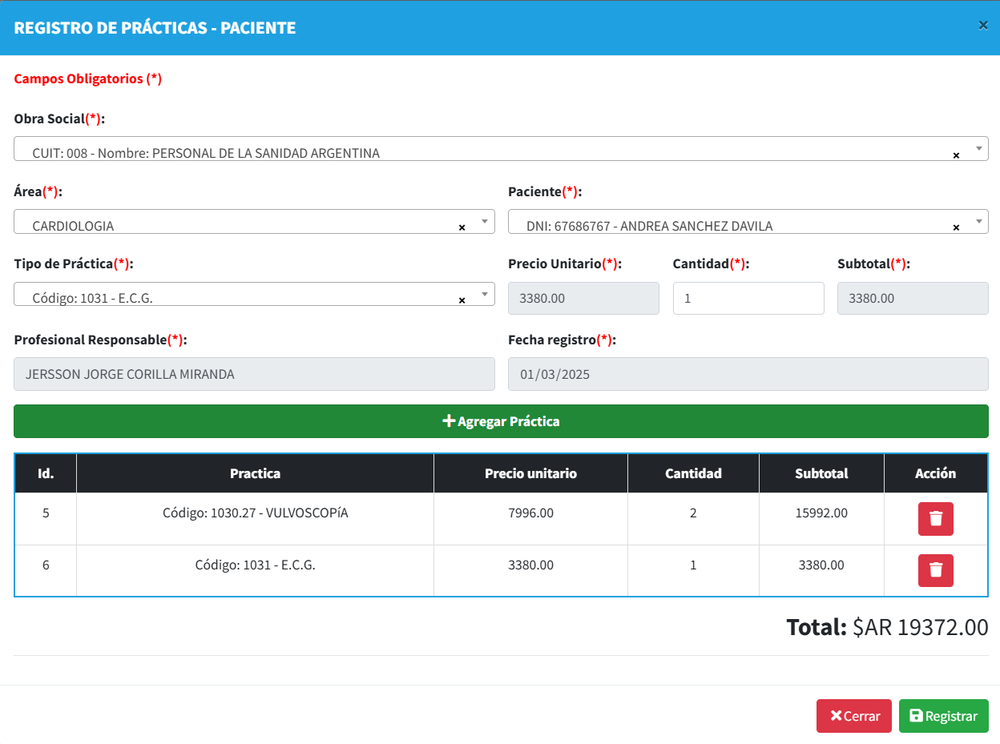 REGISTRO DE PRÁCTICAS - PACIENTE ×
Campos Obligatorios (*)
Obra Social(*):
CUIT: 008 - Nombre: PERSONAL DE LA SANIDAD ARGENTINA ×
Área(*): Paciente(*):
CARDIOLOGIA × DNI: 67686767 - ANDREA SANCHEZ DAVILA ×
Tipo de Práctica(*): Precio Unitario(*): Cantidad(*): Subtotal(*):
Código: 1031 - E.C.G. × 3380.00 1 3380.00
Profesional Responsable(*): Fecha registro(*):
JERSSON JORGE CORILLA MIRANDA 01/03/2025
Agregar Práctica
Id. Practica Precio unitario Cantidad Subtotal Acción
5 Código: 1030.27 - VULVOSCOPíA 7996.00 2 15992.00
6 Código: 1031 - E.C.G. 3380.00 1 3380.00
Total: $AR 19372.00
Cerrar Registrar